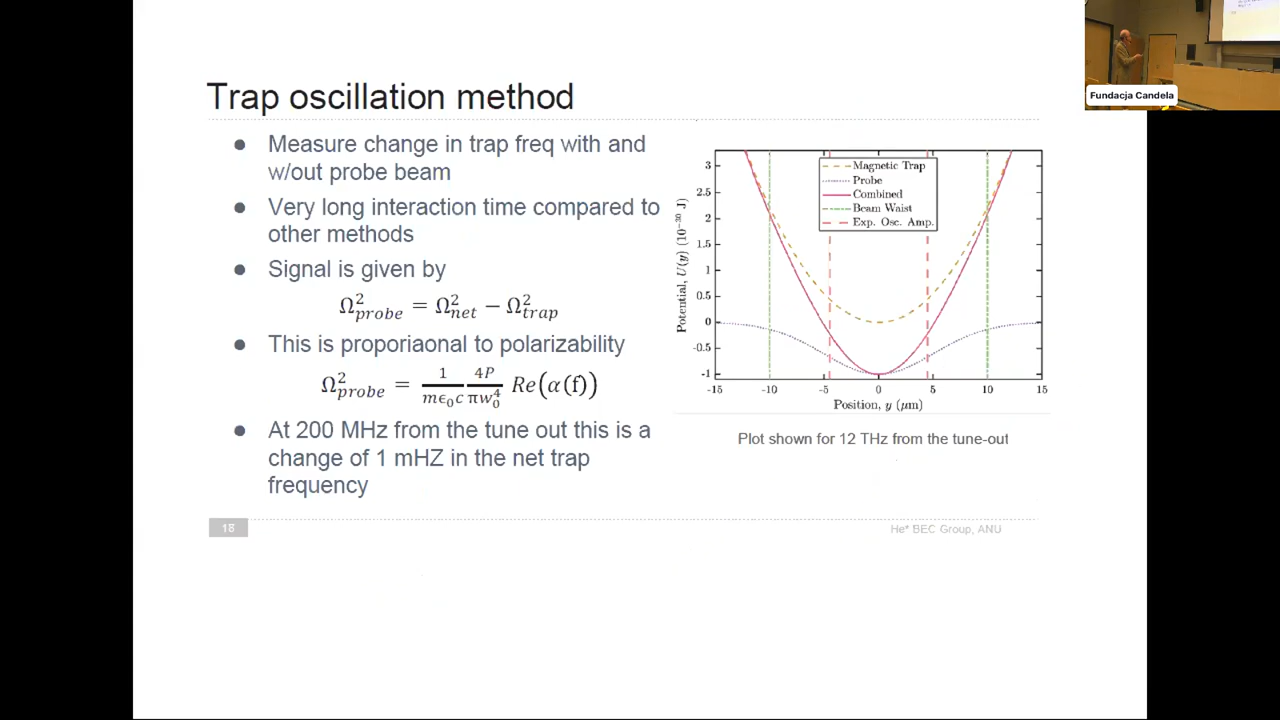 Fundacja Candela
Trap oscillation method
● Measure change in trap freq with and
w/out probe beam
● Very long interaction time compared to
other methods
● Signal is given by
Ω²probe = Ω²net − Ω²trap
● This is proporiaonal to polarizability
Ω²probe = 1/(mϵ₀c) 4P/(πw₀⁴) Re(α(f))
● At 200 MHz from the tune out this is a
change of 1 mHZ in the net trap
frequency
Magnetic Trap
Probe
Combined
Beam Waist
Exp. Osc. Amp.
Potential, U(y) (10⁻³⁰ J)
3
2.5
2
1.5
1
0.5
0
-0.5
-1
-15 -10 -5 0 5 10 15
Position, y (μm)
Plot shown for 12 THz from the tune-out
18
He* BEC Group, ANU